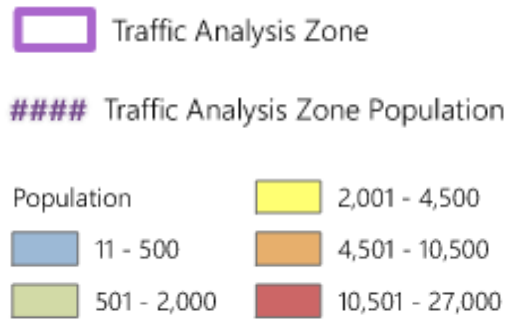 Traffic Analysis Zone
#### Traffic Analysis Zone Population
Population
11 - 500
501 - 2,000
2,001 - 4,500
4,501 - 10,500
10,501 - 27,000